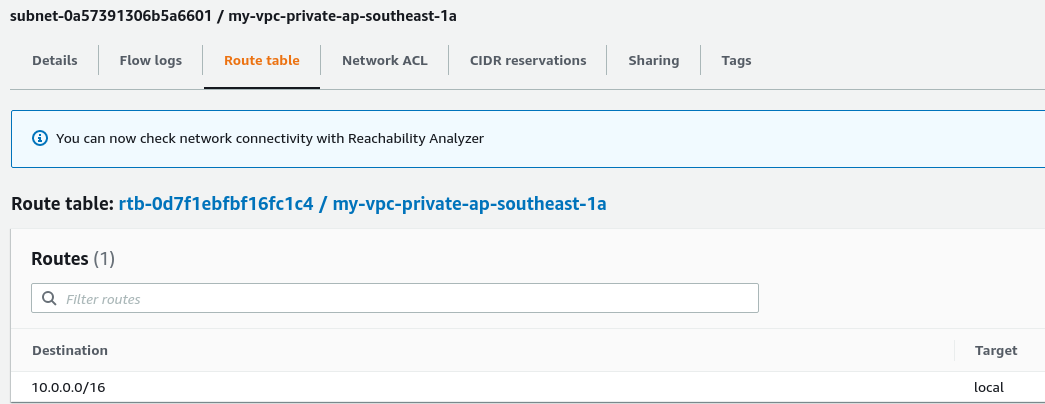 subnet-0a57391306b5a6601 / my-vpc-private-ap-southeast-1a
Details
Flow logs
Route table
Network ACL
CIDR reservations
Sharing
Tags
You can now check network connectivity with Reachability Analyzer
Route table: rtb-0d7f1ebfbf16fc1c4 / my-vpc-private-ap-southeast-1a
Routes (1)
Filter routes
Destination
Target
10.0.0.0/16
local